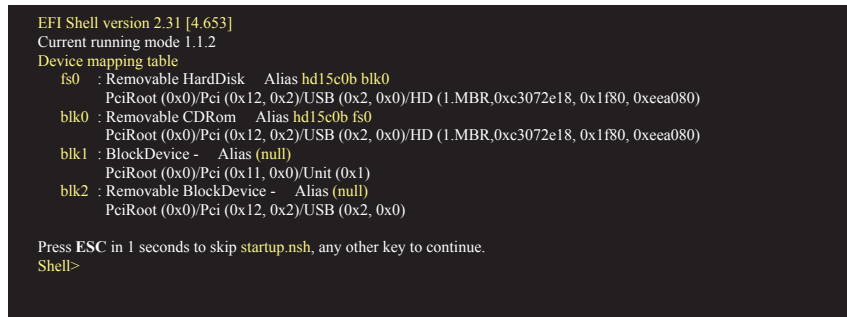 EFI Shell version 2.31 [4.653]
Current running mode 1.1.2
Device mapping table
fs0 : Removable HardDisk Alias hd15c0b blk0
PciRoot (0x0)/Pci (0x12, 0x2)/USB (0x2, 0x0)/HD (1.MBR,0xc3072e18, 0x1f80, 0xeea080)
blk0 : Removable CDRom Alias hd15c0b fs0
PciRoot (0x0)/Pci (0x12, 0x2)/USB (0x2, 0x0)/HD (1.MBR,0xc3072e18, 0x1f80, 0xeea080)
blk1 : BlockDevice - Alias (null)
PciRoot (0x0)/Pci (0x11, 0x0)/Unit (0x1)
blk2 : Removable BlockDevice - Alias (null)
PciRoot (0x0)/Pci (0x12, 0x2)/USB (0x2, 0x0)
Press ESC in 1 seconds to skip startup.nsh, any other key to continue.
Shell>